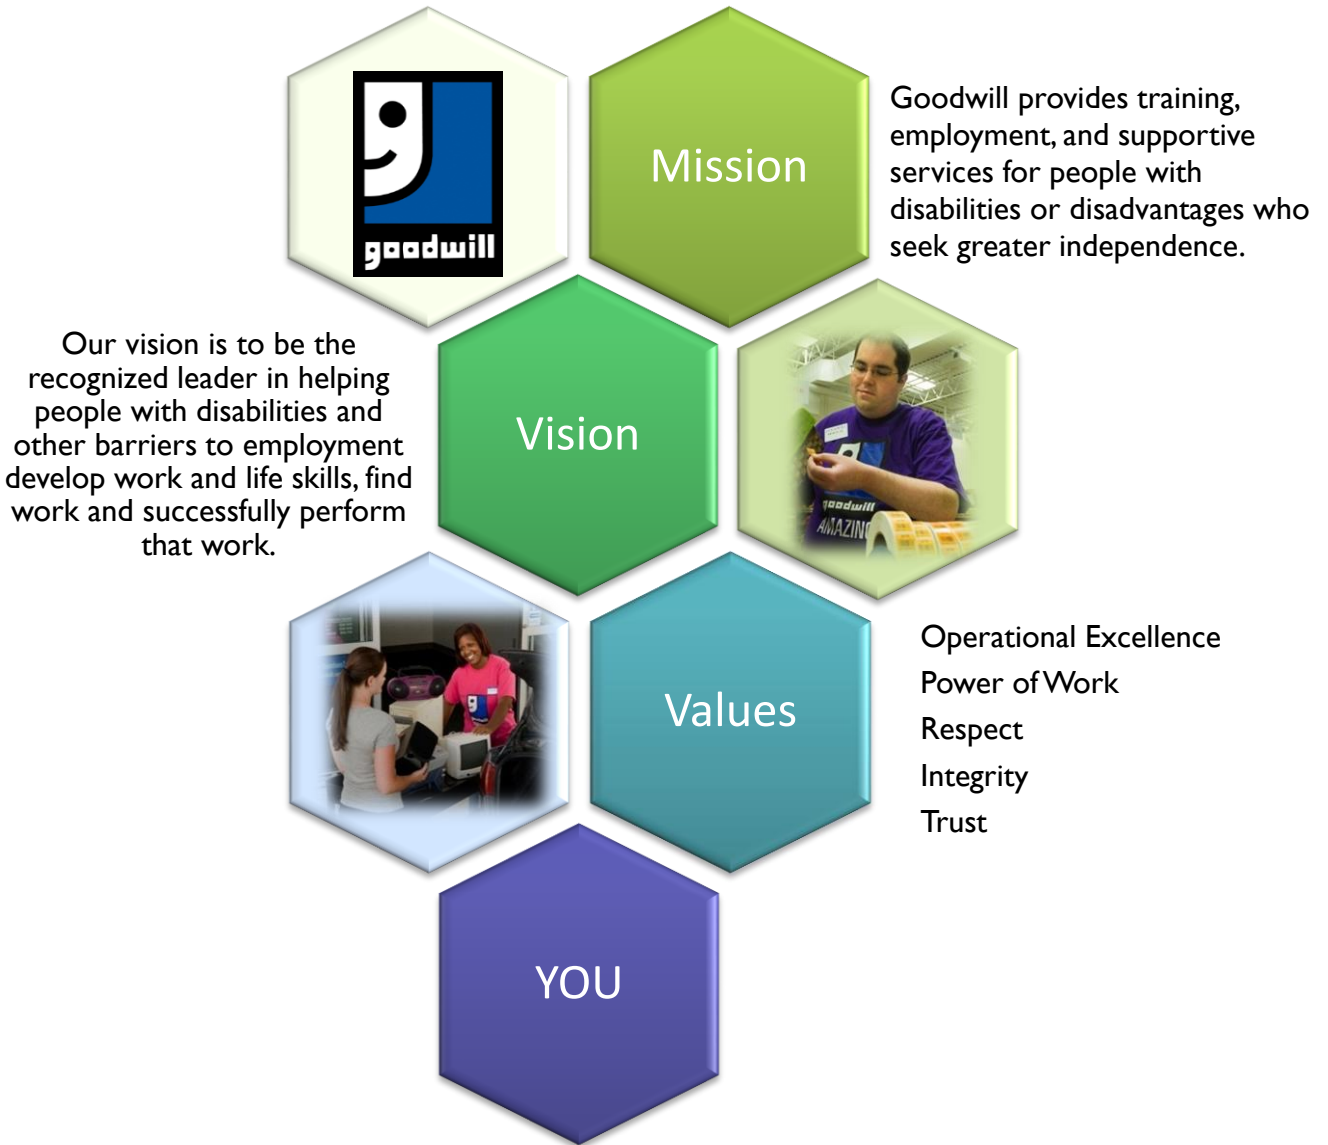 goodwill
Mission
Goodwill provides training,
employment, and supportive
services for people with
disabilities or disadvantages who
seek greater independence.
Our vision is to be the
recognized leader in helping
people with disabilities and
other barriers to employment
develop work and life skills, find
work and successfully perform
that work.
Vision
goodwill
AMAZING
Values
Operational Excellence
Power of Work
Respect
Integrity
Trust
YOU